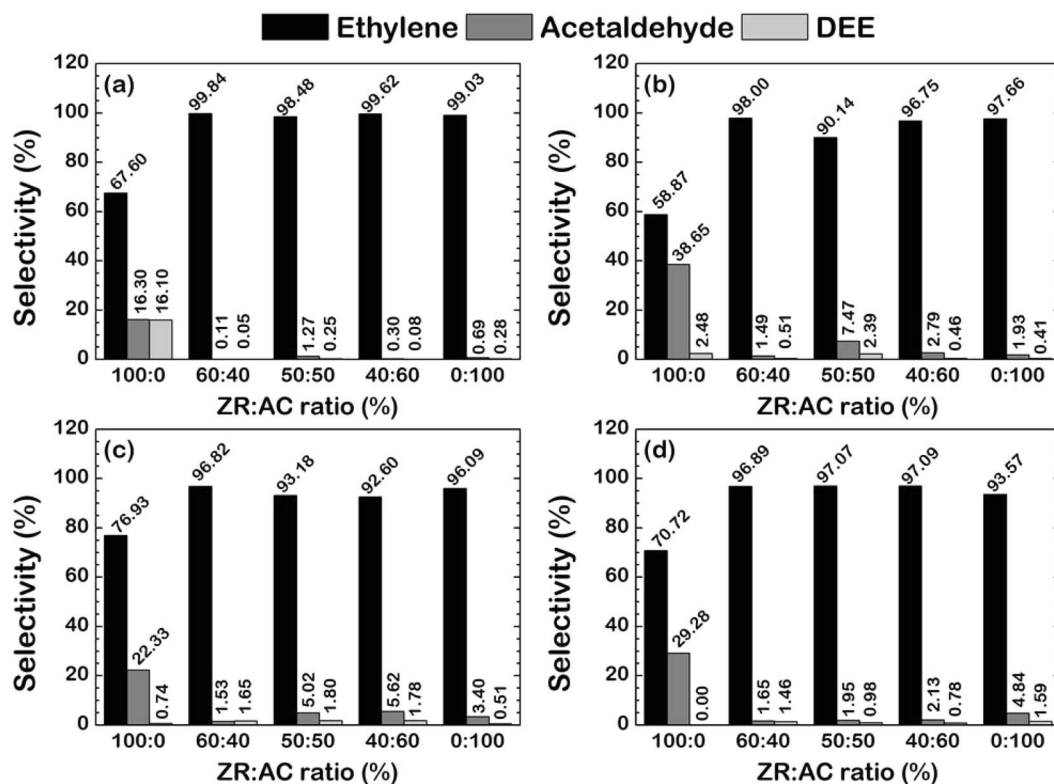 Ethylene Acetaldehyde DEE
(a)
Selectivity (%)
120
100
80
60
40
20
0
67.60 16.30 16.10
99.84 0.11 0.05
98.48 1.27 0.25
99.62 0.30 0.08
99.03 0.69 0.28
100:0 60:40 50:50 40:60 0:100
ZR:AC ratio (%)
(b)
Selectivity (%)
120
100
80
60
40
20
0
58.87 38.65 2.48
98.00 1.49 0.51
90.14 7.47 2.39
96.75 2.79 0.46
97.66 1.93 0.41
100:0 60:40 50:50 40:60 0:100
ZR:AC ratio (%)
(c)
Selectivity (%)
120
100
80
60
40
20
0
76.93 22.33 0.74
96.82 1.53 1.65
93.18 5.02 1.80
92.60 5.62 1.78
96.09 3.40 0.51
100:0 60:40 50:50 40:60 0:100
ZR:AC ratio (%)
(d)
Selectivity (%)
120
100
80
60
40
20
0
70.72 29.28 0.00
96.89 1.65 1.46
97.07 1.95 0.98
97.09 2.13 0.78
93.57 4.84 1.59
100:0 60:40 50:50 40:60 0:100
ZR:AC ratio (%)